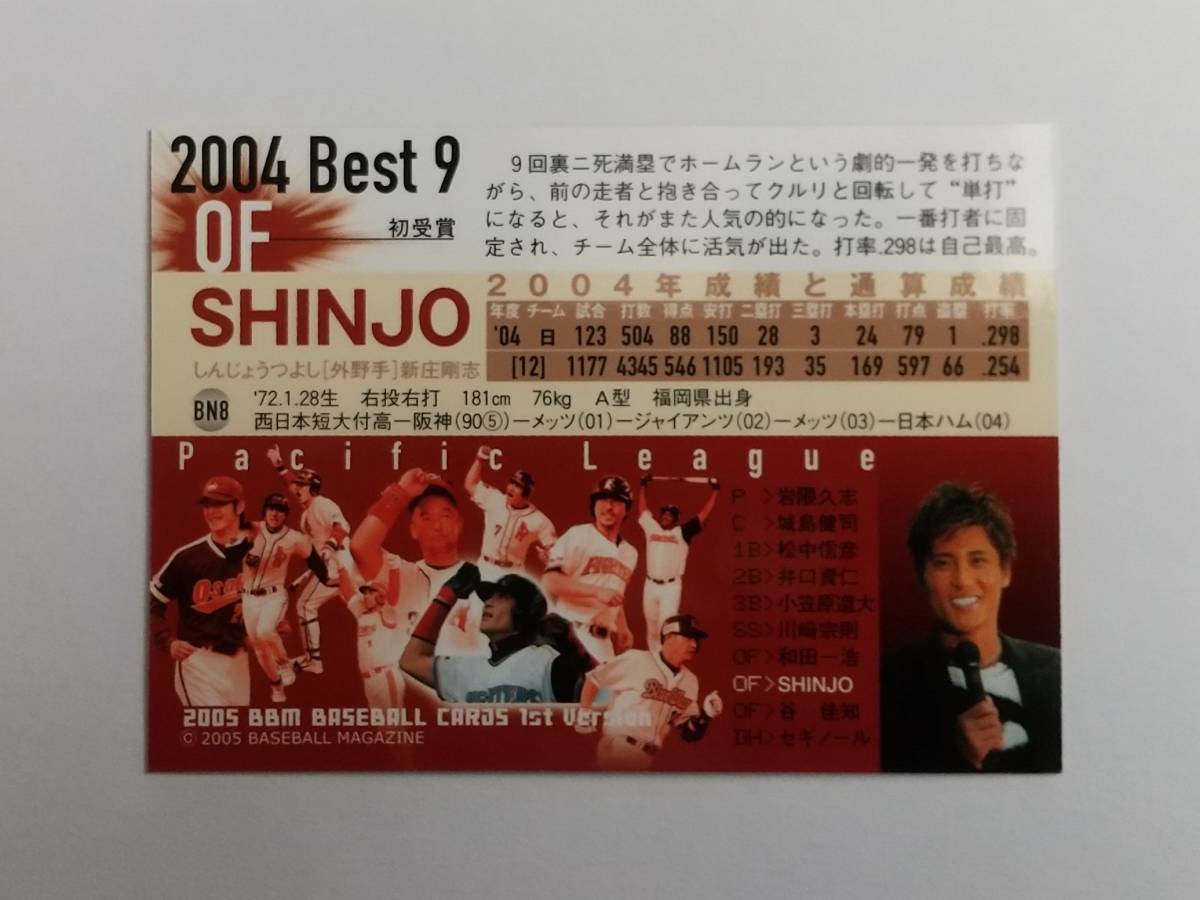 2004 Best 9
OF
初受賞
9回裏ニ死満塁でホームランという劇的一発を打ちな
がら、前の走者と抱き合ってクルリと回転して“単打”
になると、それがまた人気の的になった。一番打者に固
定され、チーム全体に活気が出た。打率.298は自己最高。
SHINJO
しんじょうつよし[外野手]新庄剛志
2004年成績と通算成績
年度 チーム 試合 打数 得点 安打 二塁打 三塁打 本塁打 打点 盗塁 打率
'04 日 123 504 88 150 28 3 24 79 1 .298
[12] 1177 4345 546 1105 193 35 169 597 66 .254
BN8
'72.1.28生 右投右打 181cm 76kg A型 福岡県出身
西日本短大付高ー阪神(90⑤)ーメッツ(01)ージャイアンツ(02)ーメッツ(03)ー日本ハム(04)
Pacific League
P>岩隈久志
C>城島健司
1B>松中信彦
2B>井口資仁
3B>小笠原道大
SS>川﨑宗則
OF>和田一浩
OF>SHINJO
OF>谷 佳知
DH>セギノール
2005 BBM BASEBALL CARDS 1st Version
© 2005 BASEBALL MAGAZINE